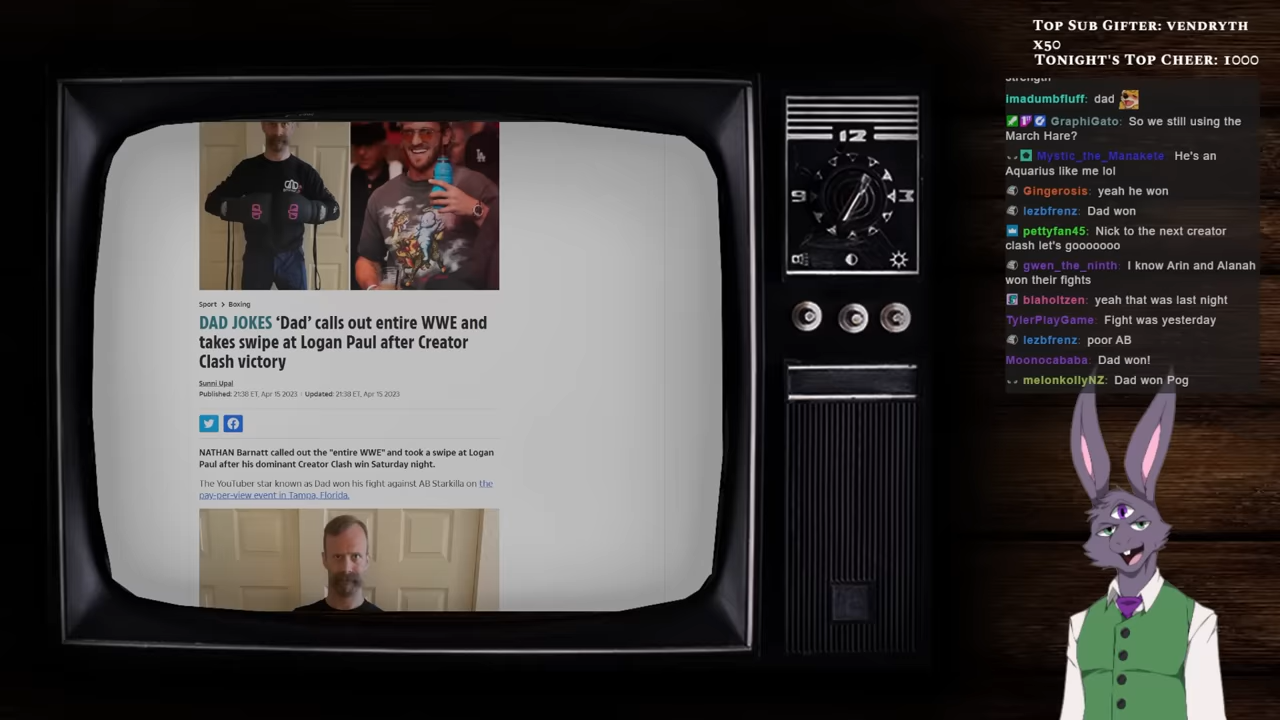 Top Sub Gifter: vendryth
x50
Tonight's Top Cheer: 1000
strength
imadumbfluff: dad
GraphiGato: So we still using the
March Hare?
Mystic_the_Manakete He's an
Aquarius like me lol
Gingerosis: yeah he won
lezbfrenz: Dad won
pettyfan45: Nick to the next creator
clash let's gooooooo
gwen_the_ninth: I know Arin and Alanah
won their fights
biaholtzen: yeah that was last night
TylerPlayGame: Fight was yesterday
lezbfrenz: poor AB
Moonocababa: Dad won!
melonkollyNZ: Dad won Pog
12
Sport > Boxing
DAD JOKES 'Dad' calls out entire WWE and
takes swipe at Logan Paul after Creator
Clash victory
Sunni Upal
Published: 21:38 ET, Apr 15 2023 | Updated: 21:38 ET, Apr 15 2023
NATHAN Barnatt called out the "entire WWE" and took a swipe at Logan
Paul after his dominant Creator Clash win Saturday night.
The YouTuber star known as Dad won his fight against AB Starkilla on the
pay-per-view event in Tampa, Florida.